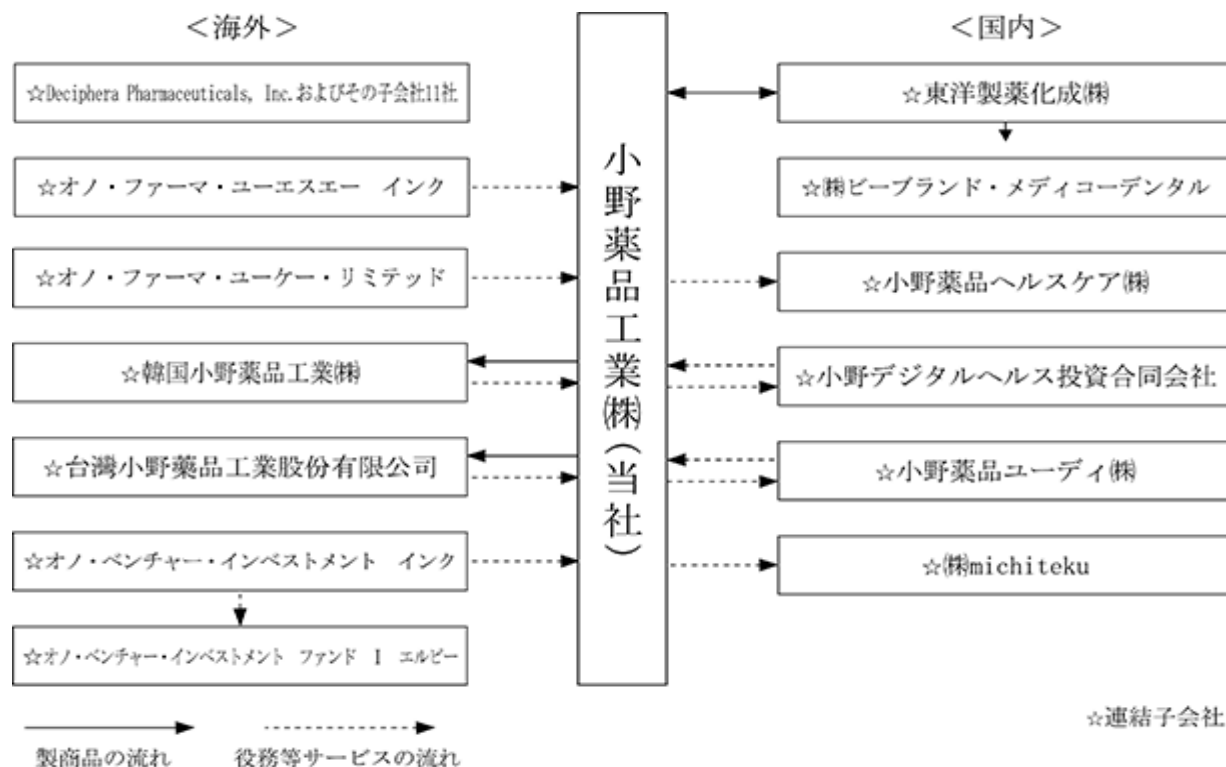 ＜海外＞
☆Deciphera Pharmaceuticals, Inc.およびその子会社11社
☆オノ・ファーマ・ユーエスエー　インク
☆オノ・ファーマ・ユーケー・リミテッド
☆韓国小野薬品工業㈱
☆台灣小野藥品工業股份有限公司
☆オノ・ベンチャー・インベストメント　インク
☆オノ・ベンチャー・インベストメント　ファンド　Ⅰ　エルピー
小野薬品工業㈱（当社）
＜国内＞
☆東洋製薬化成㈱
☆㈱ビーブランド・メディコーデンタル
☆小野薬品ヘルスケア㈱
☆小野デジタルヘルス投資合同会社
☆小野薬品ユーディ㈱
☆㈱michiteku
☆連結子会社
製商品の流れ
役務等サービスの流れ